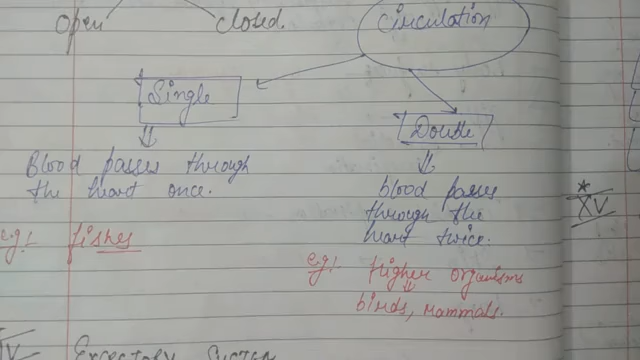 Open
closed.
Circulation
Single
Double
Blood passes through
the heart once.
blood passes
through the
heart twice.
e.g!
fishes
e.g!
Higher organisms
birds, mammals.
XV
System